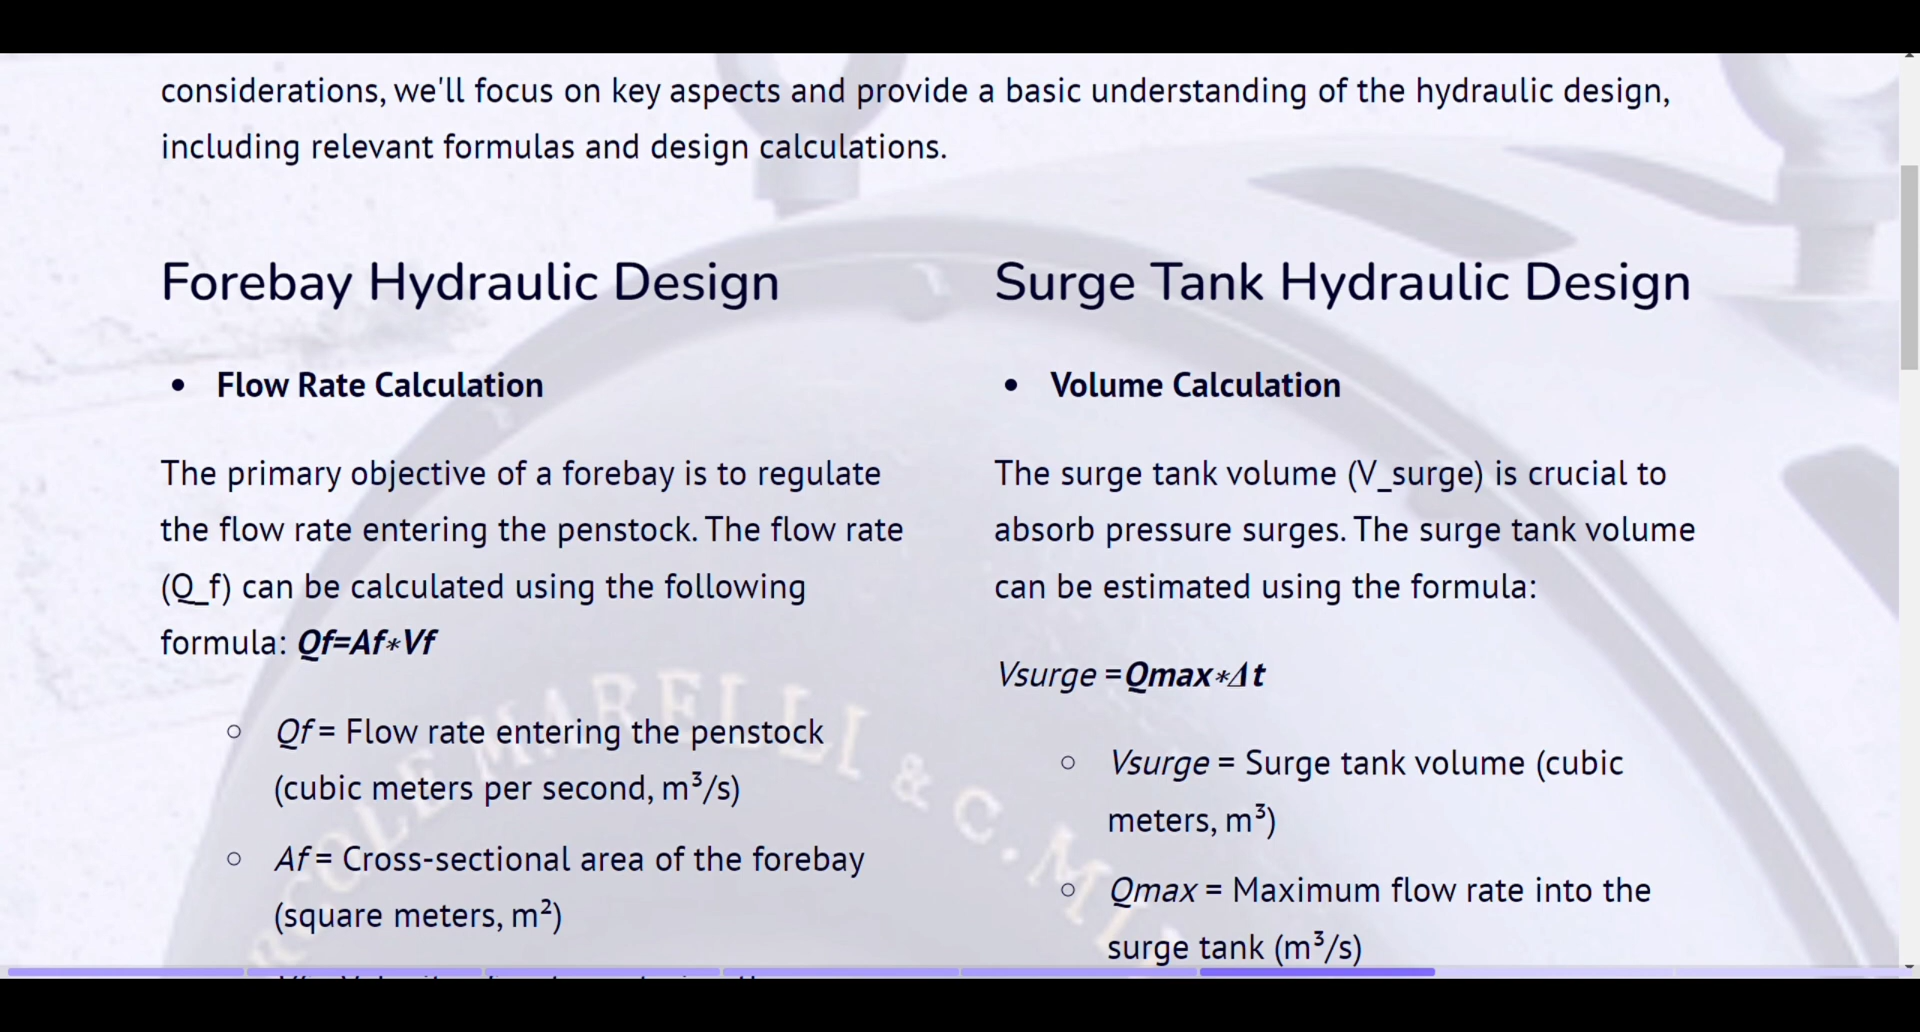 considerations, we'll focus on key aspects and provide a basic understanding of the hydraulic design,
including relevant formulas and design calculations.
Forebay Hydraulic Design
• Flow Rate Calculation
The primary objective of a forebay is to regulate
the flow rate entering the penstock. The flow rate
(Q_f) can be calculated using the following
formula: Qf=Af∗Vf
○ Qf = Flow rate entering the penstock
(cubic meters per second, m³/s)
○ Af = Cross-sectional area of the forebay
(square meters, m²)
Surge Tank Hydraulic Design
• Volume Calculation
The surge tank volume (V_surge) is crucial to
absorb pressure surges. The surge tank volume
can be estimated using the formula:
Vsurge =Qmax∗Δt
○ Vsurge = Surge tank volume (cubic
meters, m³)
○ Qmax = Maximum flow rate into the
surge tank (m³/s)
MARELLI & C.